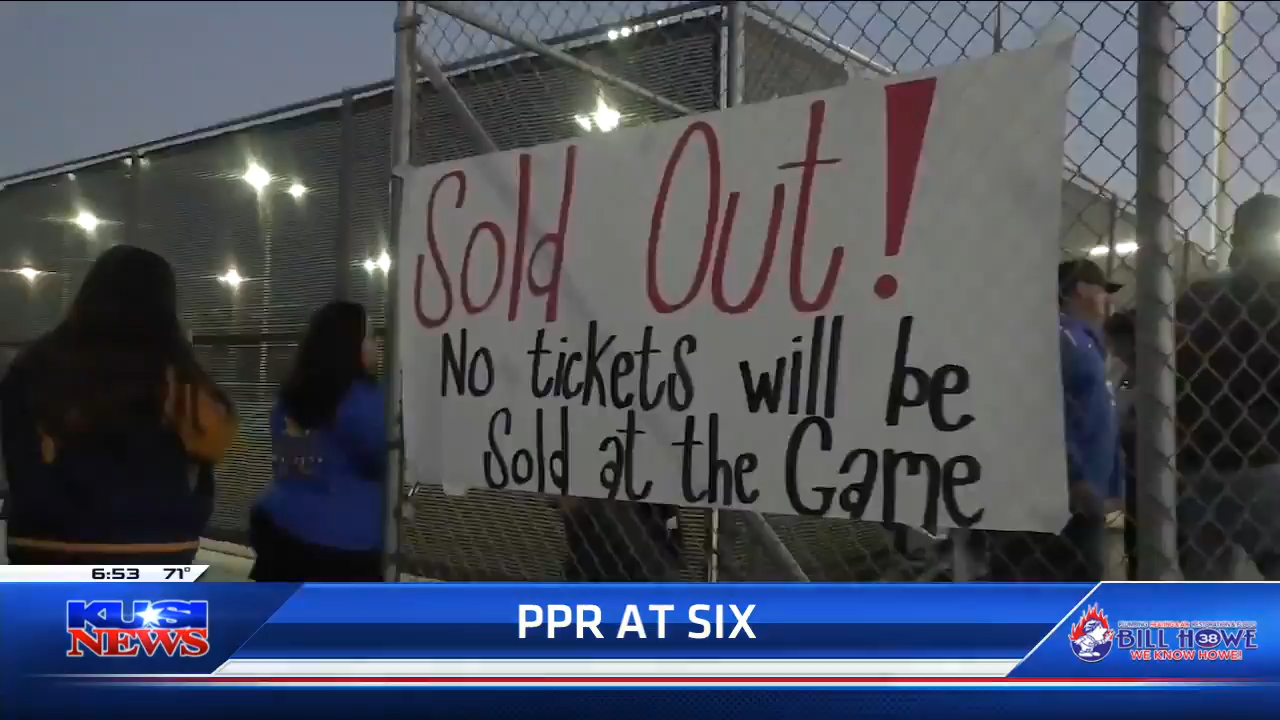 Sold Out!
No tickets will be
Sold at the Game
6:53 71°
KUSI
NEWS
PPR AT SIX
BILL HOWE
38
WE KNOW HOWE!